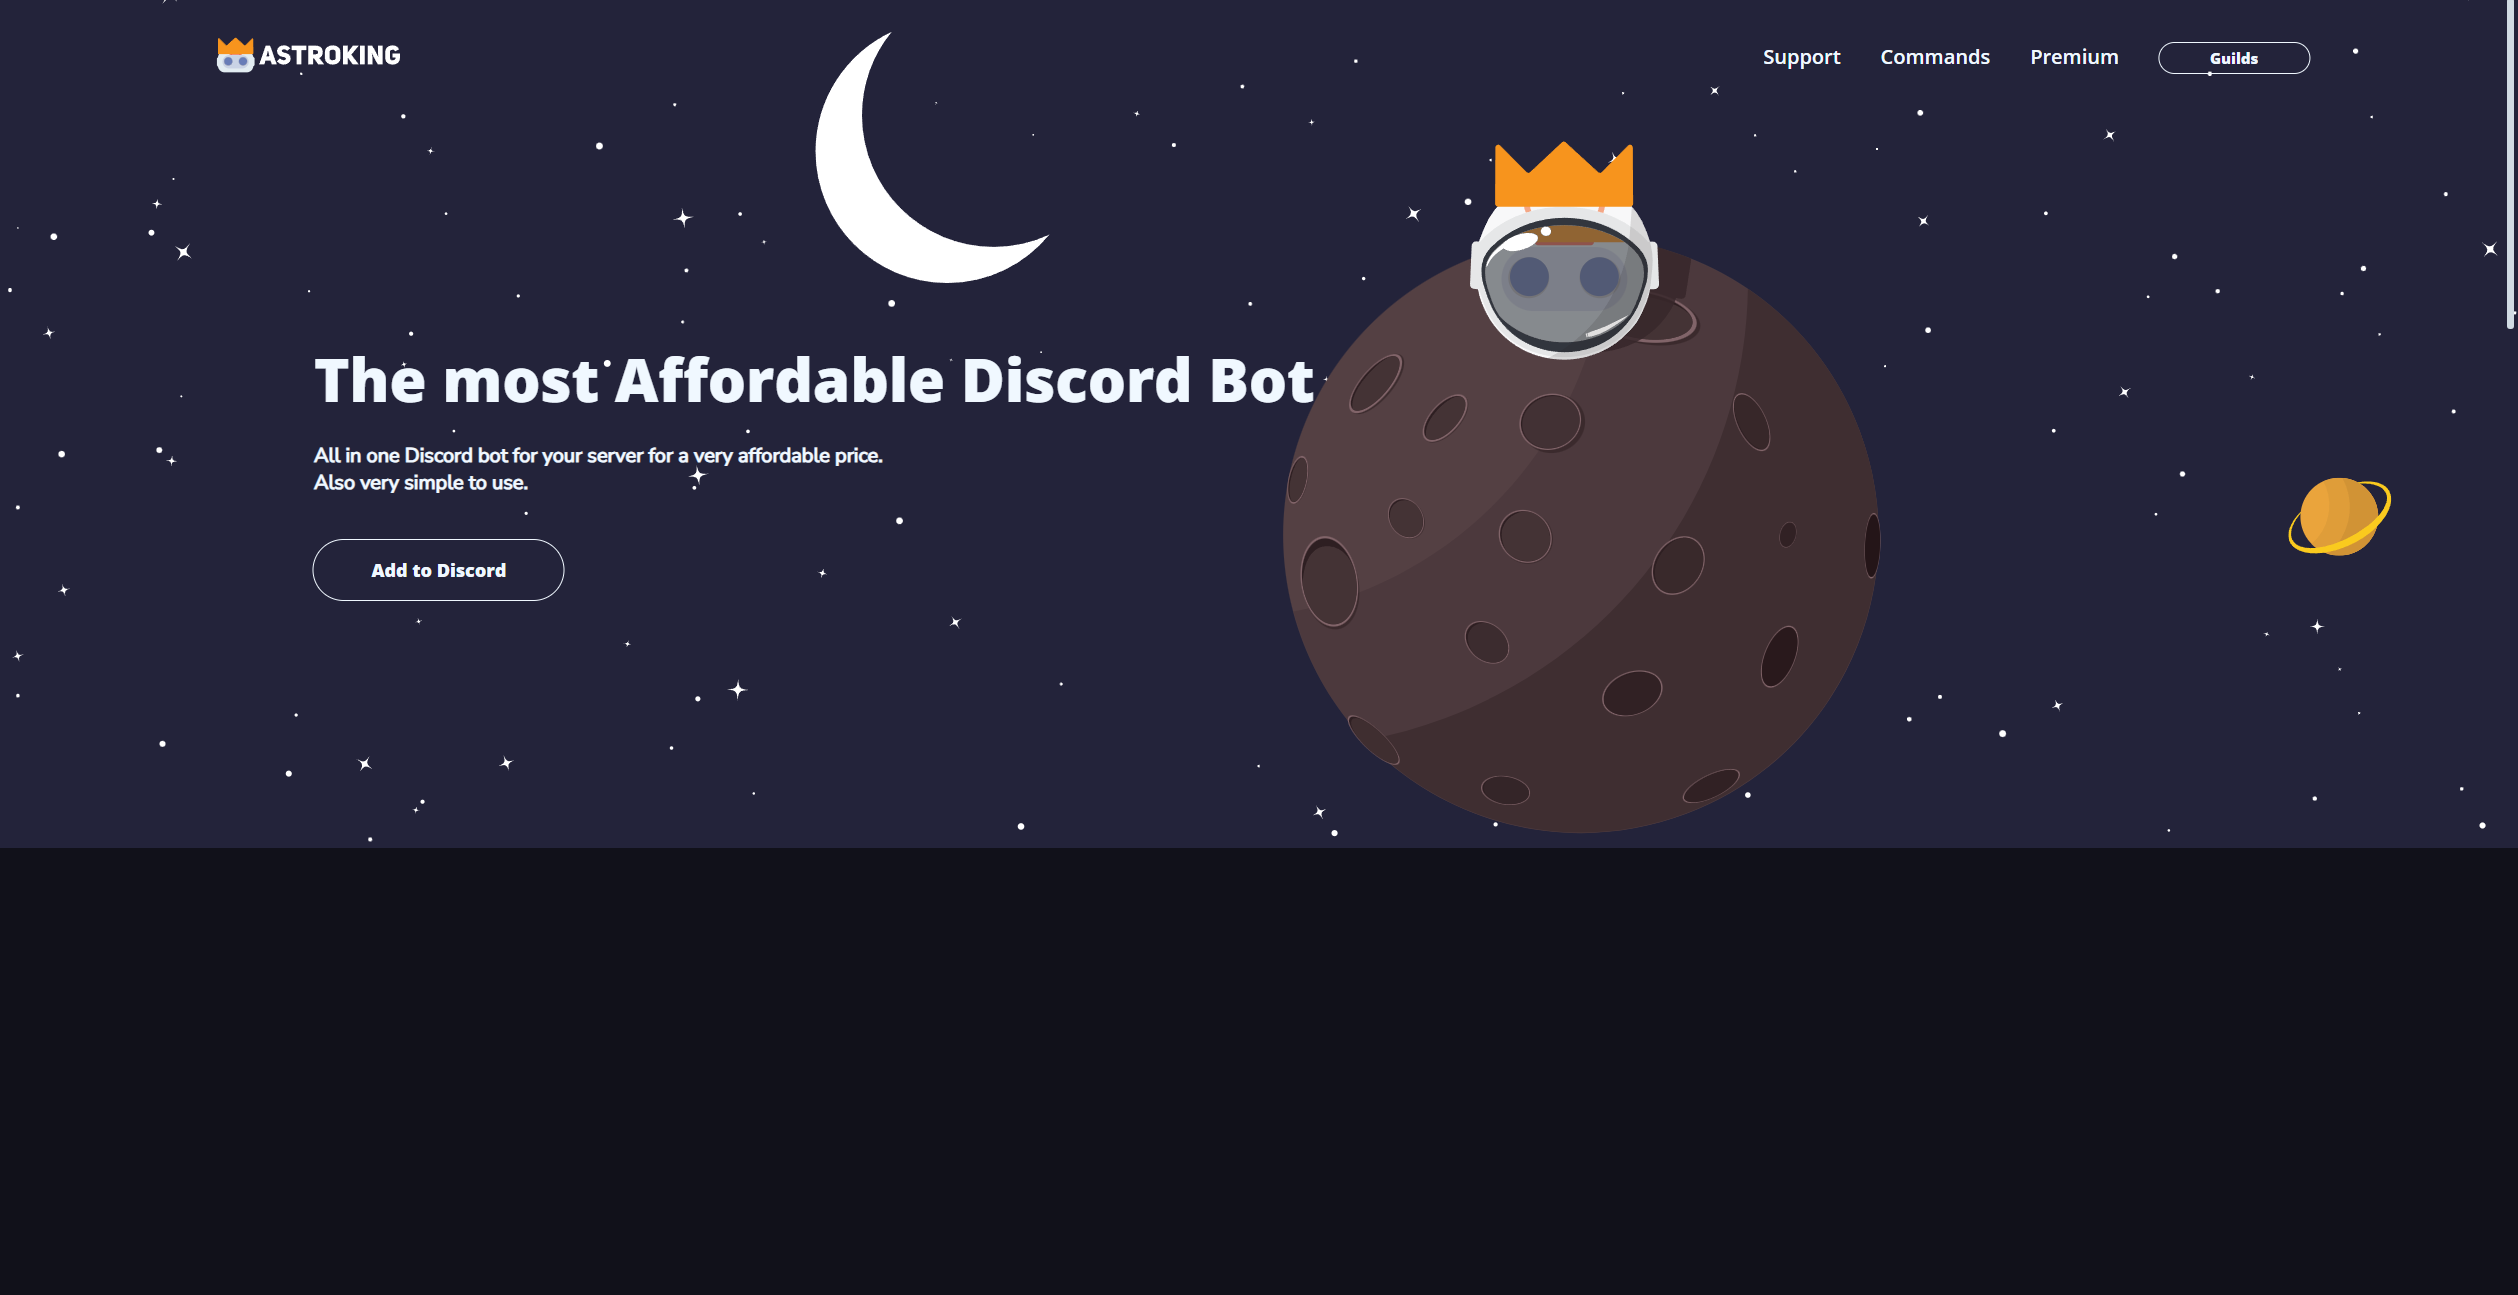 ASTROKING
Support Commands Premium Guilds
The most Affordable Discord Bot
All in one Discord bot for your server for a very affordable price.
Also very simple to use.
Add to Discord